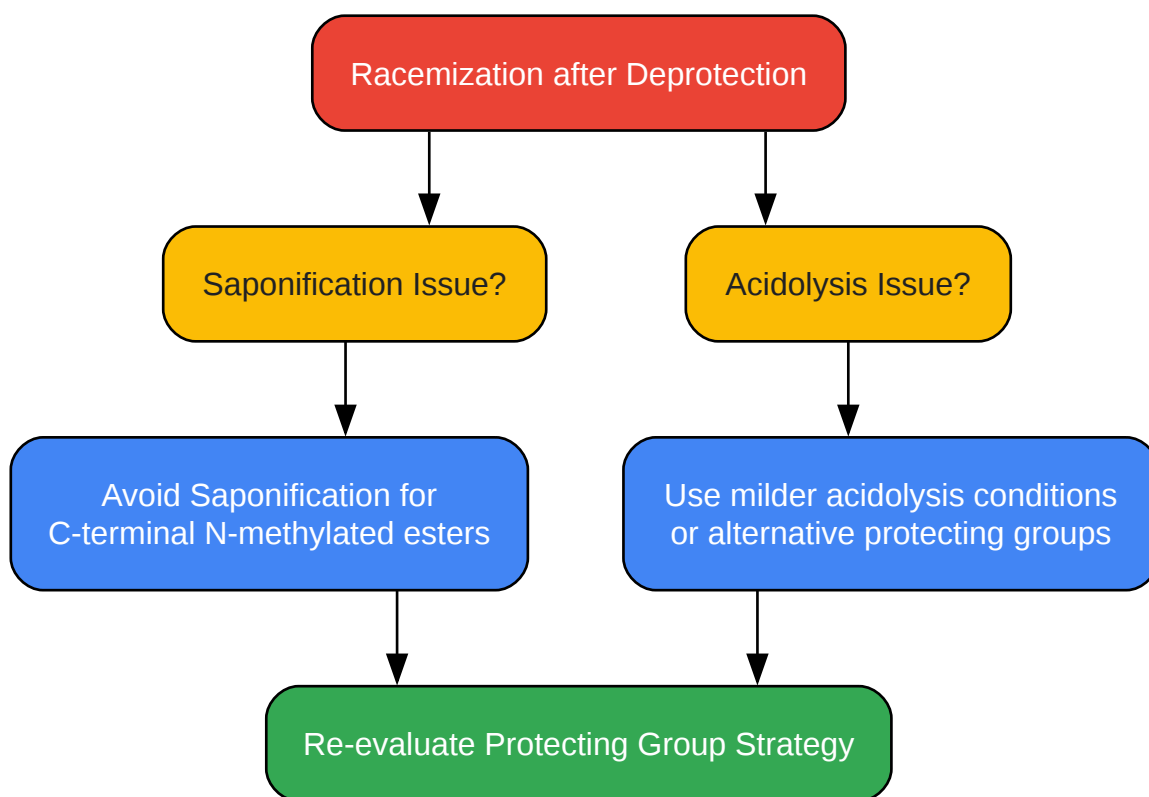 Racemization after Deprotection
Saponification Issue?
Acidolysis Issue?
Avoid Saponification for
C-terminal N-methylated esters
Use milder acidolysis conditions
or alternative protecting groups
Re-evaluate Protecting Group Strategy